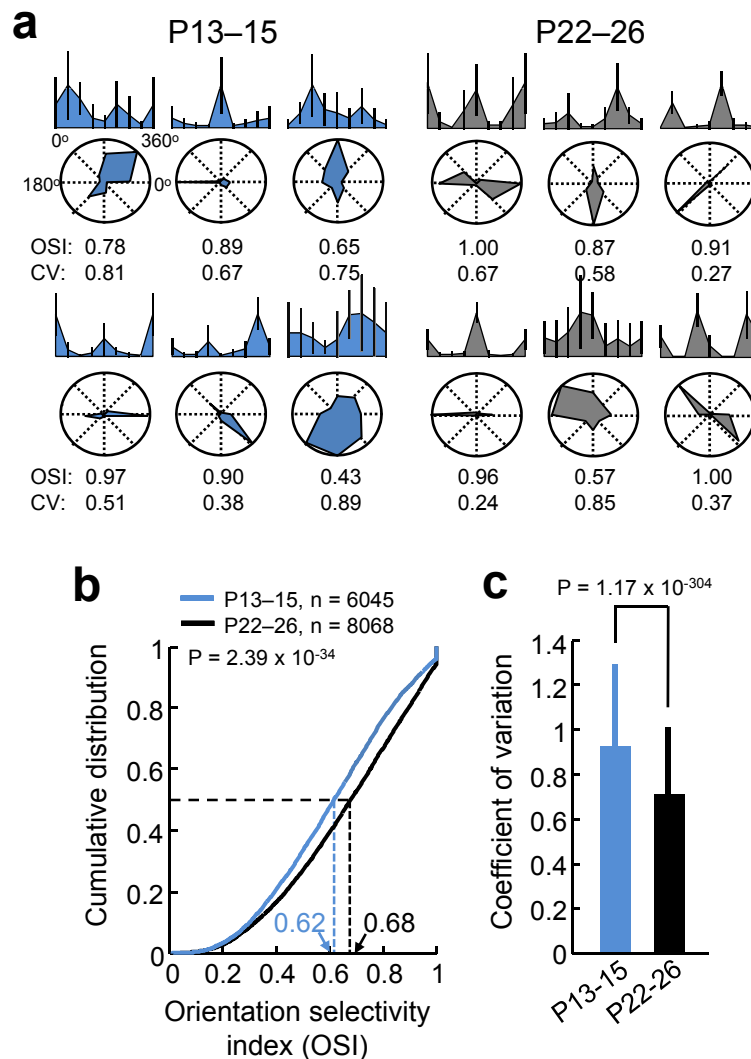 a
P13–15 P22–26
0° 360°
180° 0°
OSI: 0.78 0.89 0.65 1.00 0.87 0.91
CV: 0.81 0.67 0.75 0.67 0.58 0.27
OSI: 0.97 0.90 0.43 0.96 0.57 1.00
CV: 0.51 0.38 0.89 0.24 0.85 0.37
b
P13–15, n = 6045
P22–26, n = 8068
P = 2.39 x 10-34
Cumulative distribution
1
0.8
0.6
0.4
0.2
0
0.62 0.68
0 0.2 0.4 0.6 0.8 1
Orientation selectivity
index (OSI)
c
P = 1.17 x 10-304
Coefficient of variation
1.4
1.2
1
0.8
0.6
0.4
0.2
0
P13-15
P22-26